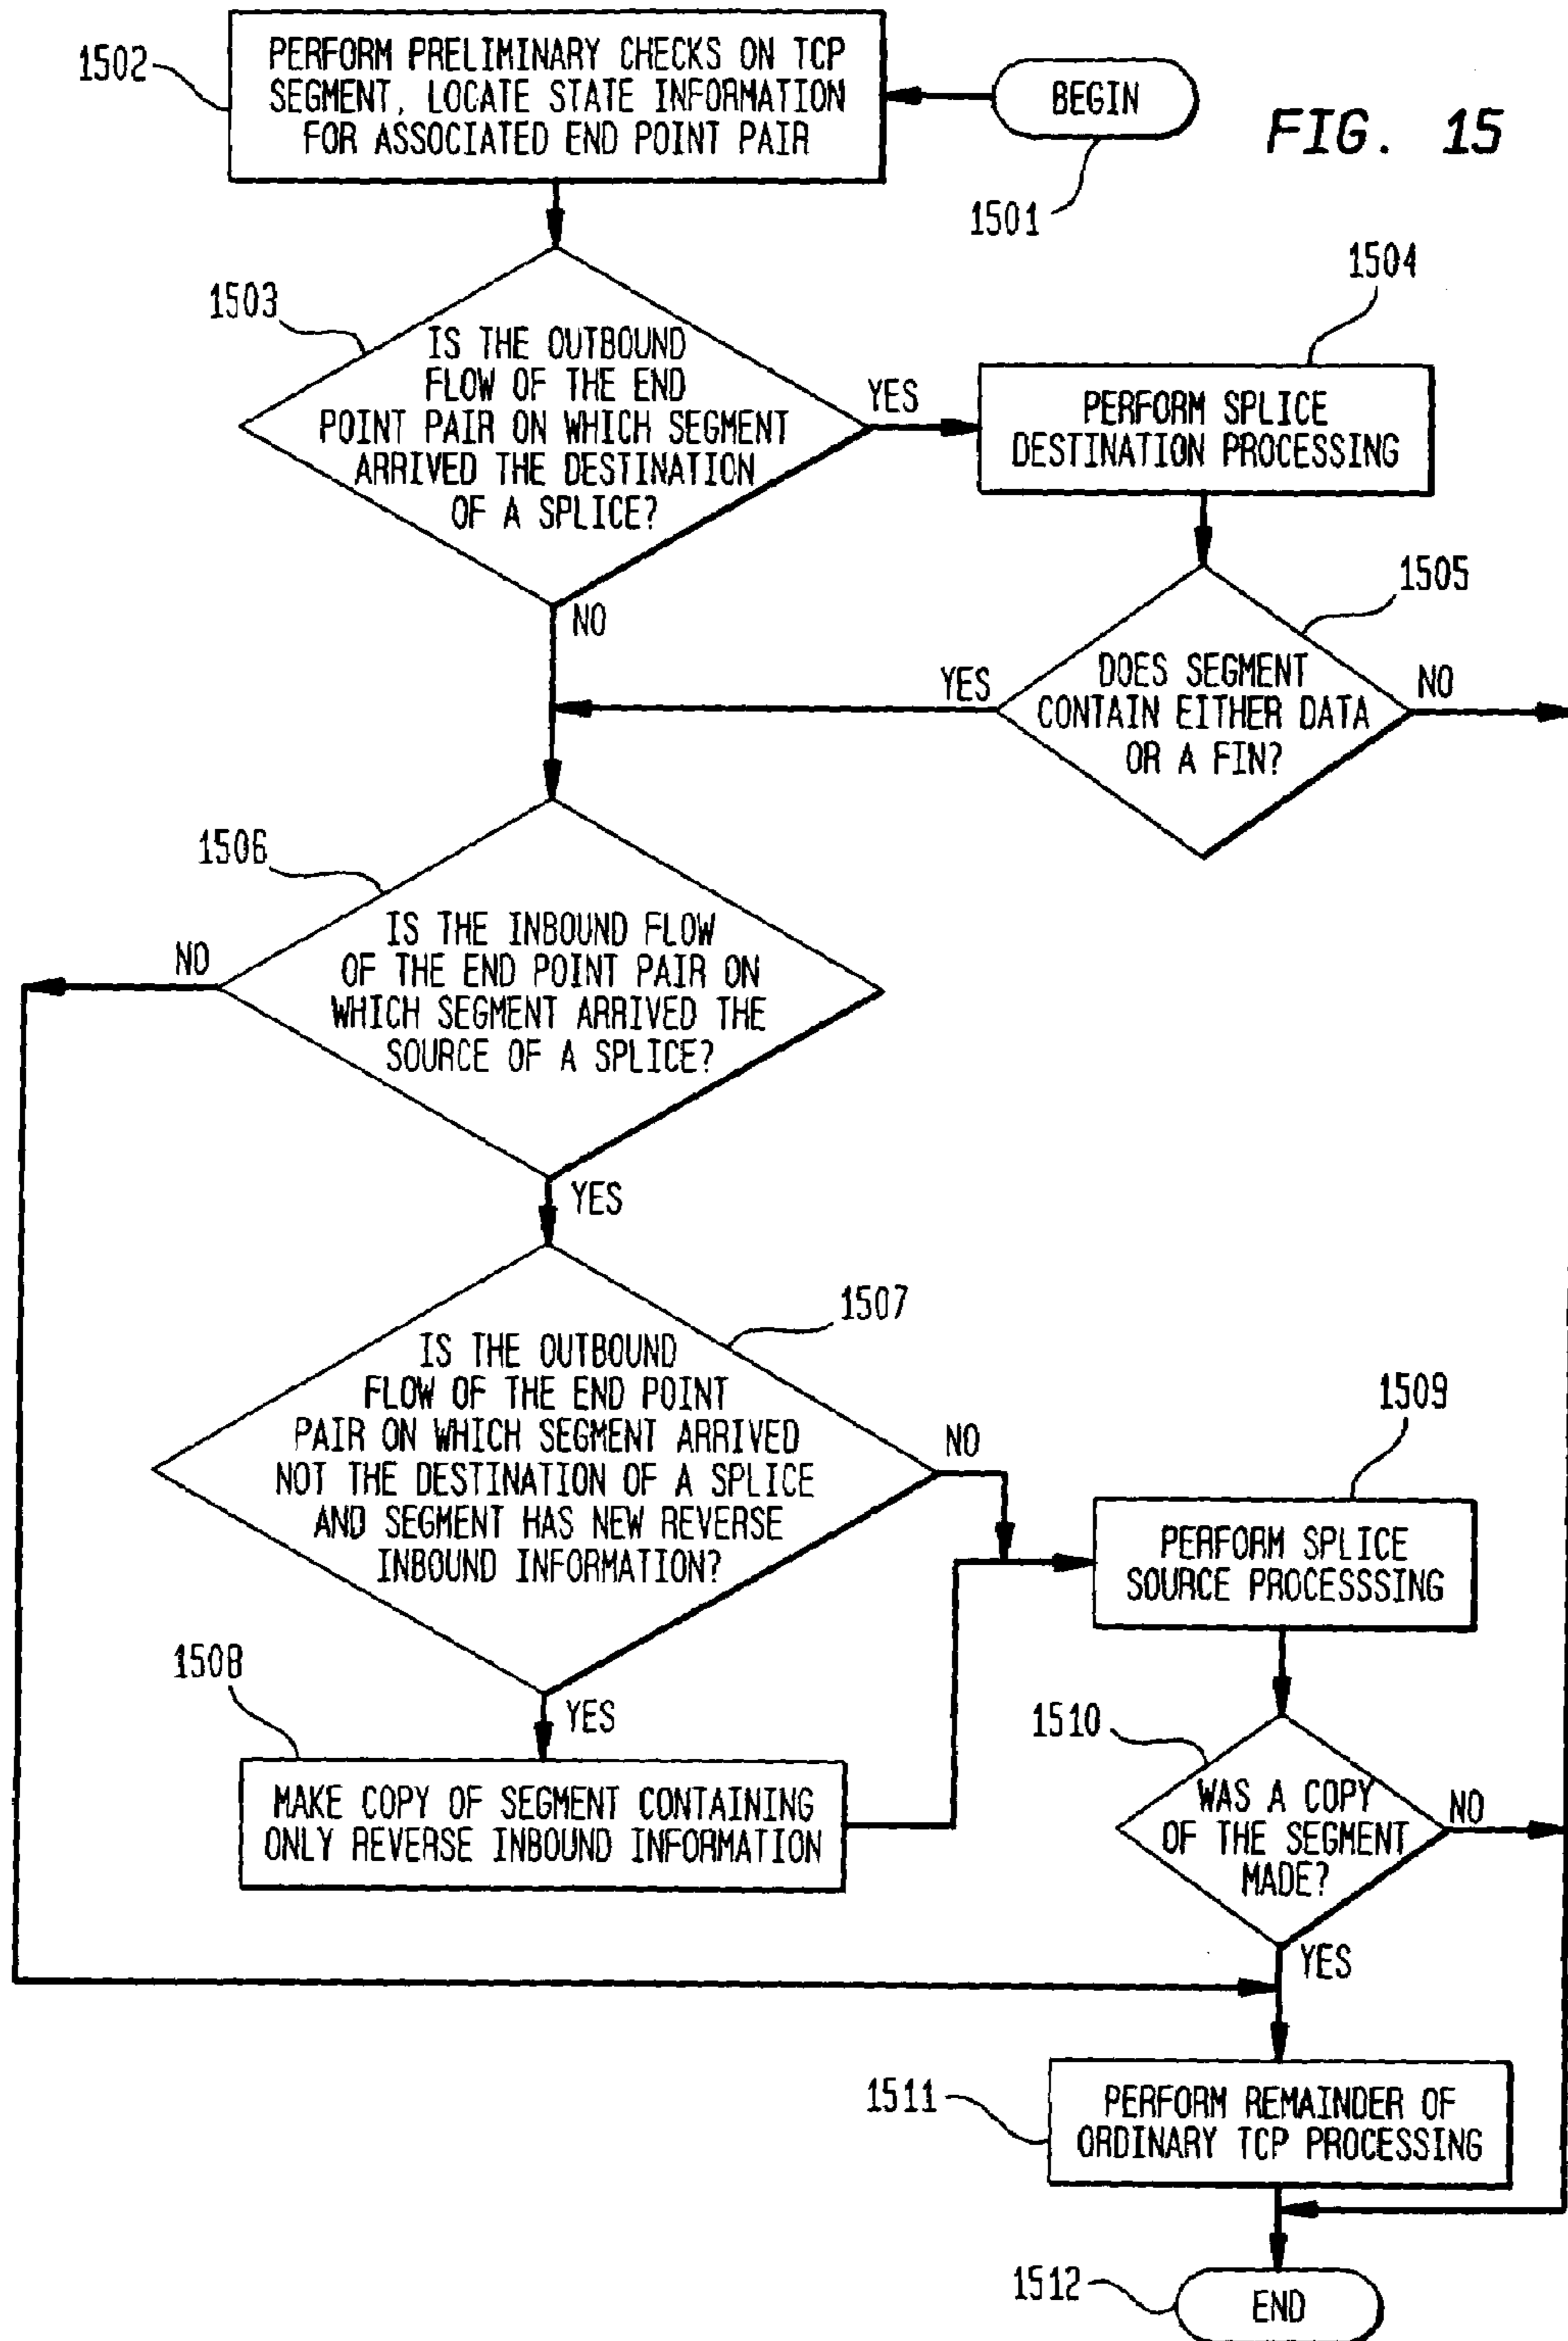 1502
PERFORM PRELIMINARY CHECKS ON TCP
SEGMENT, LOCATE STATE INFORMATION
FOR ASSOCIATED END POINT PAIR
BEGIN
FIG. 15
1501
1503
IS THE OUTBOUND
FLOW OF THE END
POINT PAIR ON WHICH SEGMENT
ARRIVED THE DESTINATION
OF A SPLICE?
YES
NO
1504
PERFORM SPLICE
DESTINATION PROCESSING
1505
DOES SEGMENT
CONTAIN EITHER DATA
OR A FIN?
YES
NO
1506
IS THE INBOUND FLOW
OF THE END POINT PAIR ON
WHICH SEGMENT ARRIVED THE
SOURCE OF A SPLICE?
NO
YES
1507
IS THE OUTBOUND
FLOW OF THE END POINT
PAIR ON WHICH SEGMENT ARRIVED
NOT THE DESTINATION OF A SPLICE
AND SEGMENT HAS NEW REVERSE
INBOUND INFORMATION?
NO
YES
1508
MAKE COPY OF SEGMENT CONTAINING
ONLY REVERSE INBOUND INFORMATION
1509
PERFORM SPLICE
SOURCE PROCESSSING
1510
WAS A COPY
OF THE SEGMENT
MADE?
NO
YES
1511
PERFORM REMAINDER OF
ORDINARY TCP PROCESSING
1512
END